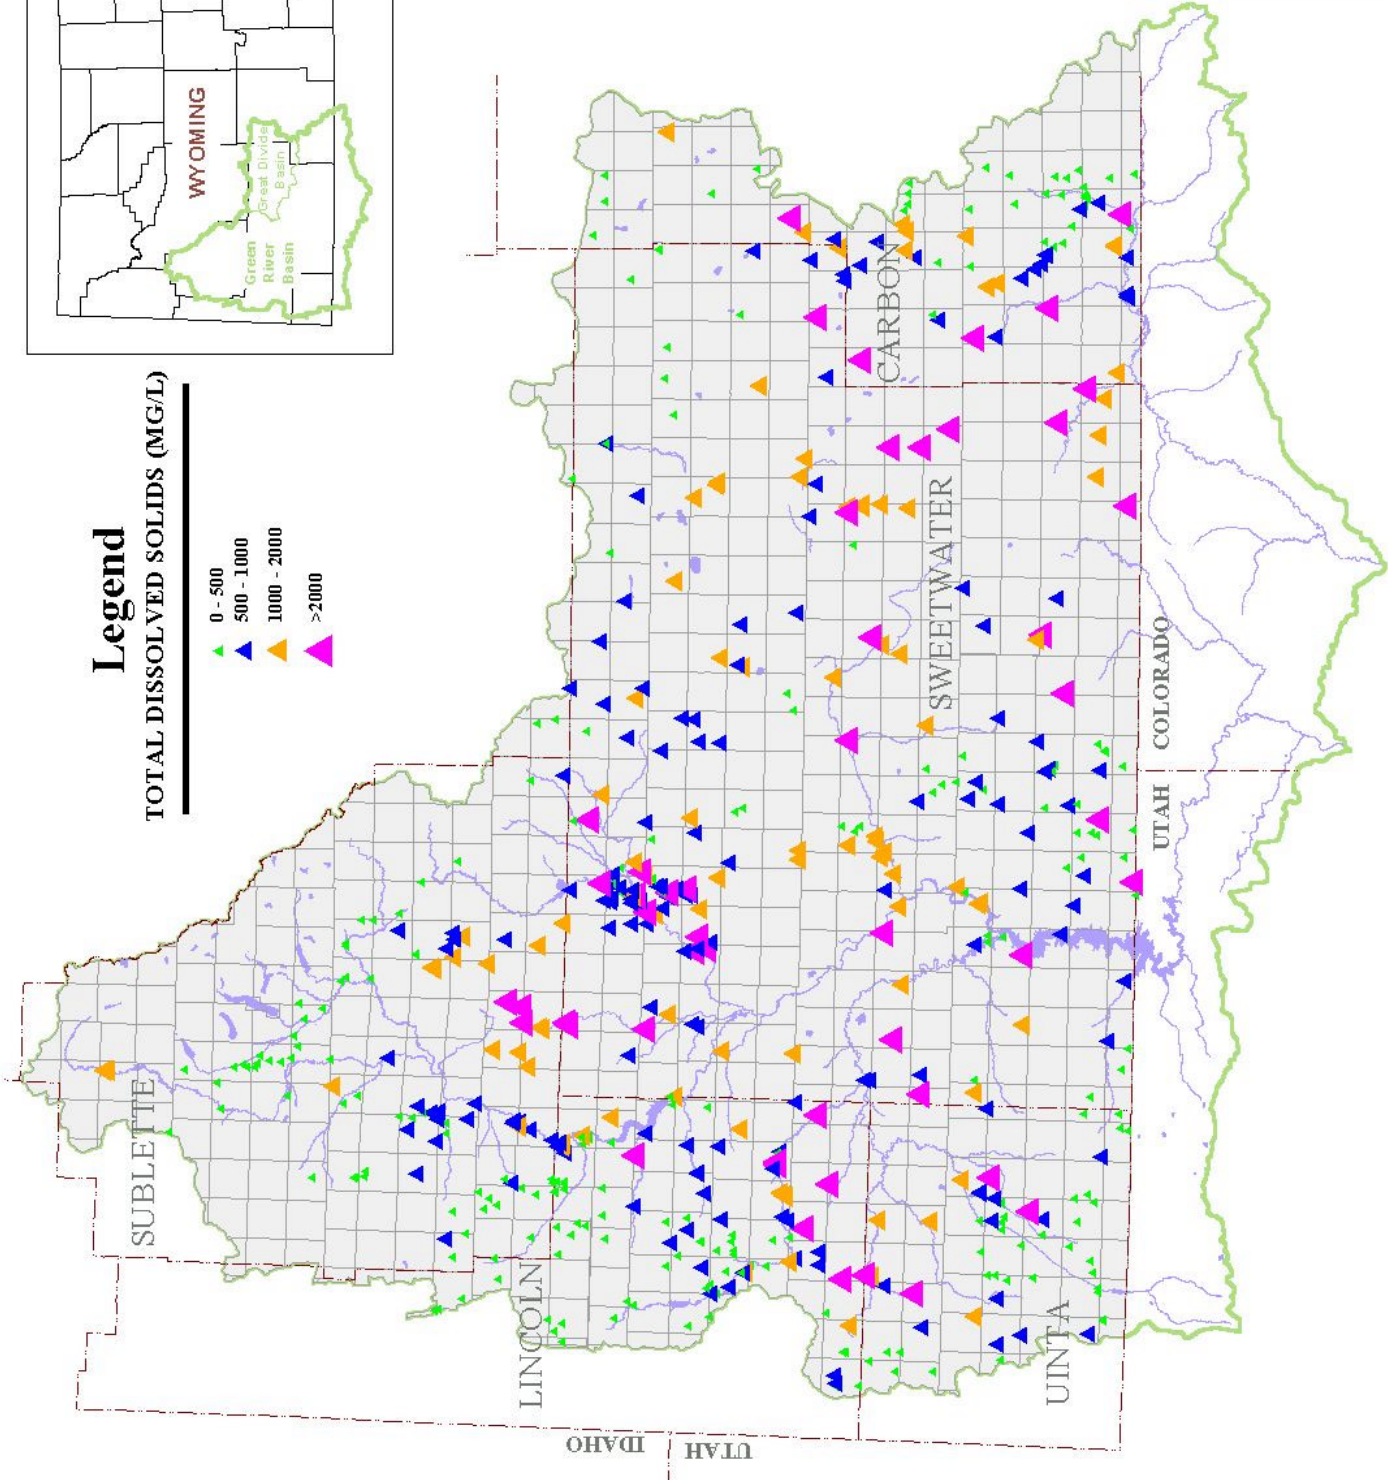 WYOMING
Great Divide
Basin
Green
River
Basin
Legend
TOTAL DISSOLVED SOLIDS (MG/L)
0 - 500
500 - 1000
1000 - 2000
>2000
SUBLETTE
LINCOLN
UINTA
SWEETWATER
CARBON
IDAHO
UTAH
UTAH
COLORADO